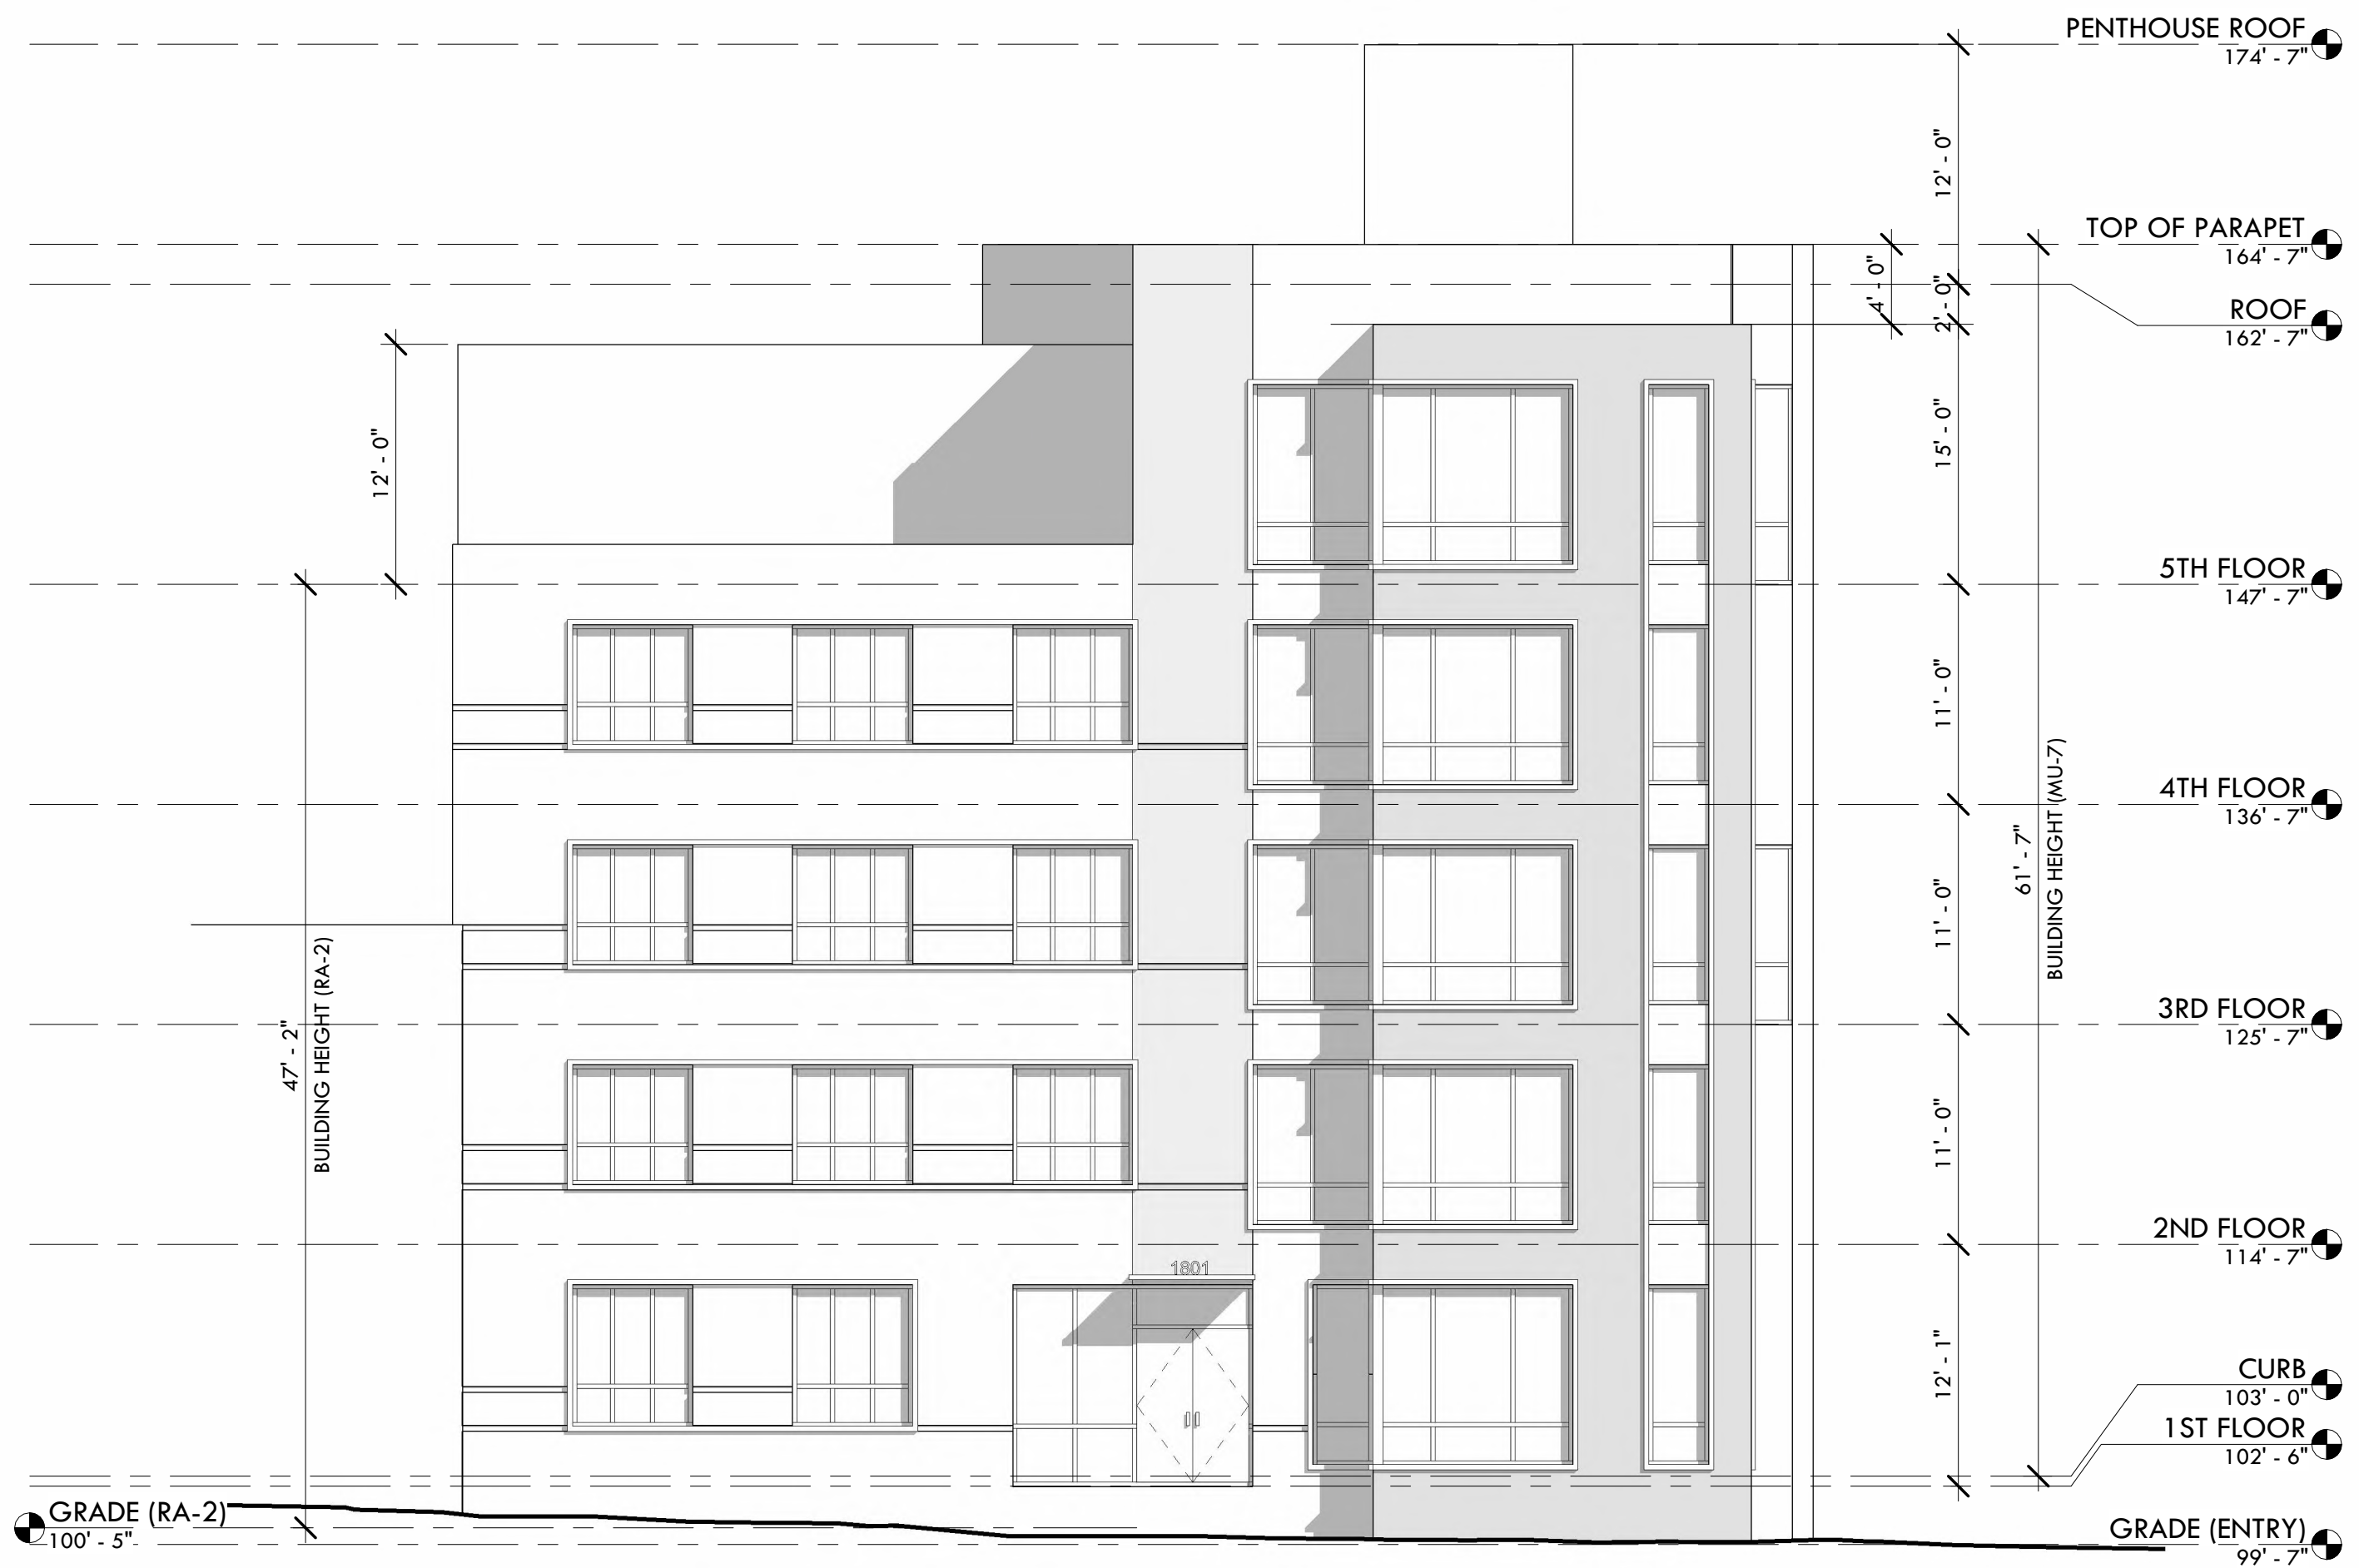 PENTHOUSE ROOF
174' - 7"
12' - 0"
TOP OF PARAPET
164' - 7"
4' - 0"
2' - 0"
ROOF
162' - 7"
12' - 0"
15' - 0"
5TH FLOOR
147' - 7"
11' - 0"
4TH FLOOR
136' - 7"
61' - 7"
BUILDING HEIGHT (MU-7)
11' - 0"
3RD FLOOR
125' - 7"
47' - 2"
BUILDING HEIGHT (RA-2)
11' - 0"
2ND FLOOR
114' - 7"
1801
12' - 1"
CURB
103' - 0"
1ST FLOOR
102' - 6"
GRADE (RA-2)
100' - 5"
GRADE (ENTRY)
99' - 7"